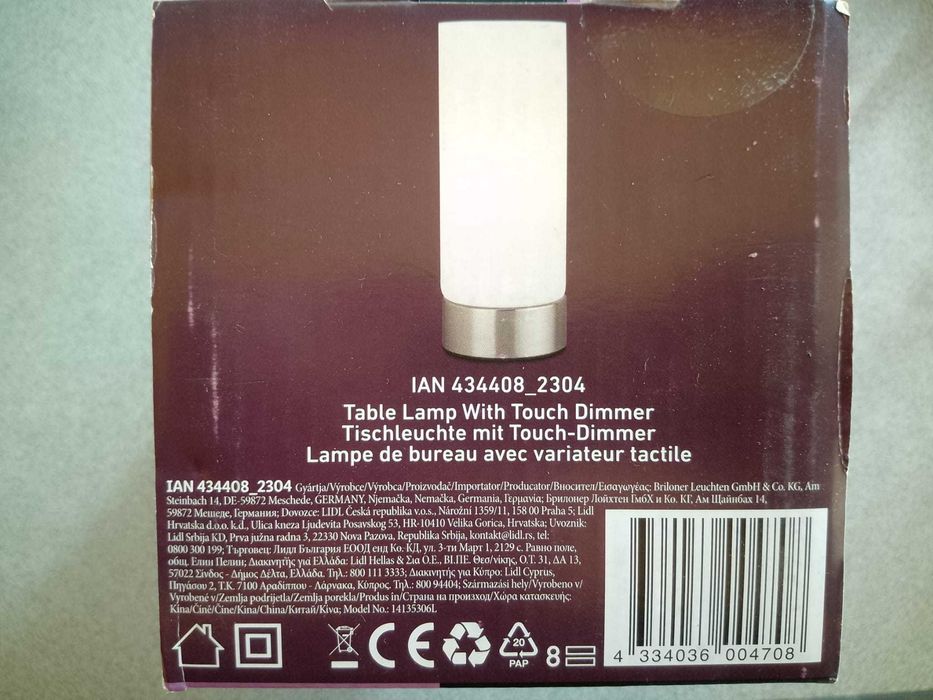 IAN 434408_2304
Table Lamp With Touch Dimmer
Tischleuchte mit Touch-Dimmer
Lampe de bureau avec variateur tactile
IAN 434408_2304 Gyártja/Výrobce/Výrobca/Proizvođač/Importator/Producator/Вносител/Εισαγωγέας: Briloner Leuchten GmbH & Co. KG, Am
Steinbach 14, DE-59872 Meschede, GERMANY, Njemačka, Nemačka, Germania, Германия; Брилонер Лойхтен ГмбХ и Ко. КГ, Ам Щайнбах 14,
59872 Мешеде, Германия; Dovozce: LIDL Česká republika v.o.s., Nárožní 1359/11, 158 00 Praha 5; Lidl
Hrvatska d.o.o. k.d., Ulica kneza Ljudevita Posavskog 53, HR-10410 Velika Gorica, Hrvatska; Uvoznik:
Lidl Srbija KD, Prva južna radna 3, 22330 Nova Pazova, Republika Srbija, kontakt@lidl.rs, tel:
0800 300 199; Търговец: Лидл България ЕООД енд Ко. КД, ул. 3-ти Март 1, 2129 с. Равно поле,
общ. Елин Пелин; Διακινητής για Ελλάδα: Lidl Hellas & Σια Ο.Ε., ΒΙ.ΠΕ. Θεσ/νίκης, Ο.Τ. 31, ΔΑ 13,
57022 Σίνδος - Δήμος Δέλτα, Ελλάδα. Τηλ.: 800 111 3333; Διακινητής για Κύπρο: Lidl Cyprus,
Πηγάσου 2, Τ.Κ. 7100 Αραδίππου - Λάρνακα, Κύπρος. Τηλ.: 800 94404; Származási hely/Vyrobeno v/
Vyrobené v/Zemlja podrijetla/Zemlja porekla/Produs in/Страна на произход/Χώρα κατασκευής:
Kína/Číně/Číne/Kina/China/Китай/Κίνα; Model No.: 14135306L
CE
20
PAP
8
4 334036 004708